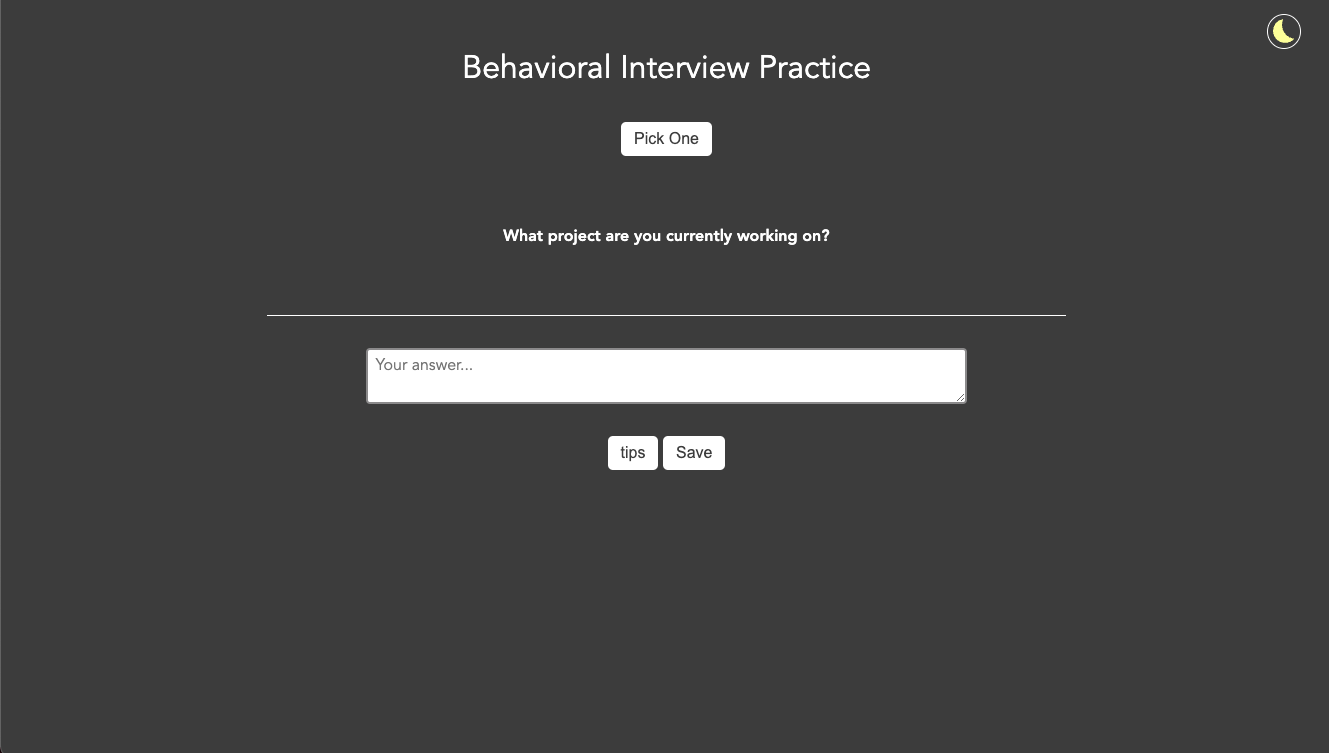 Behavioral Interview Practice
Pick One
What project are you currently working on?
Your answer...
tips Save